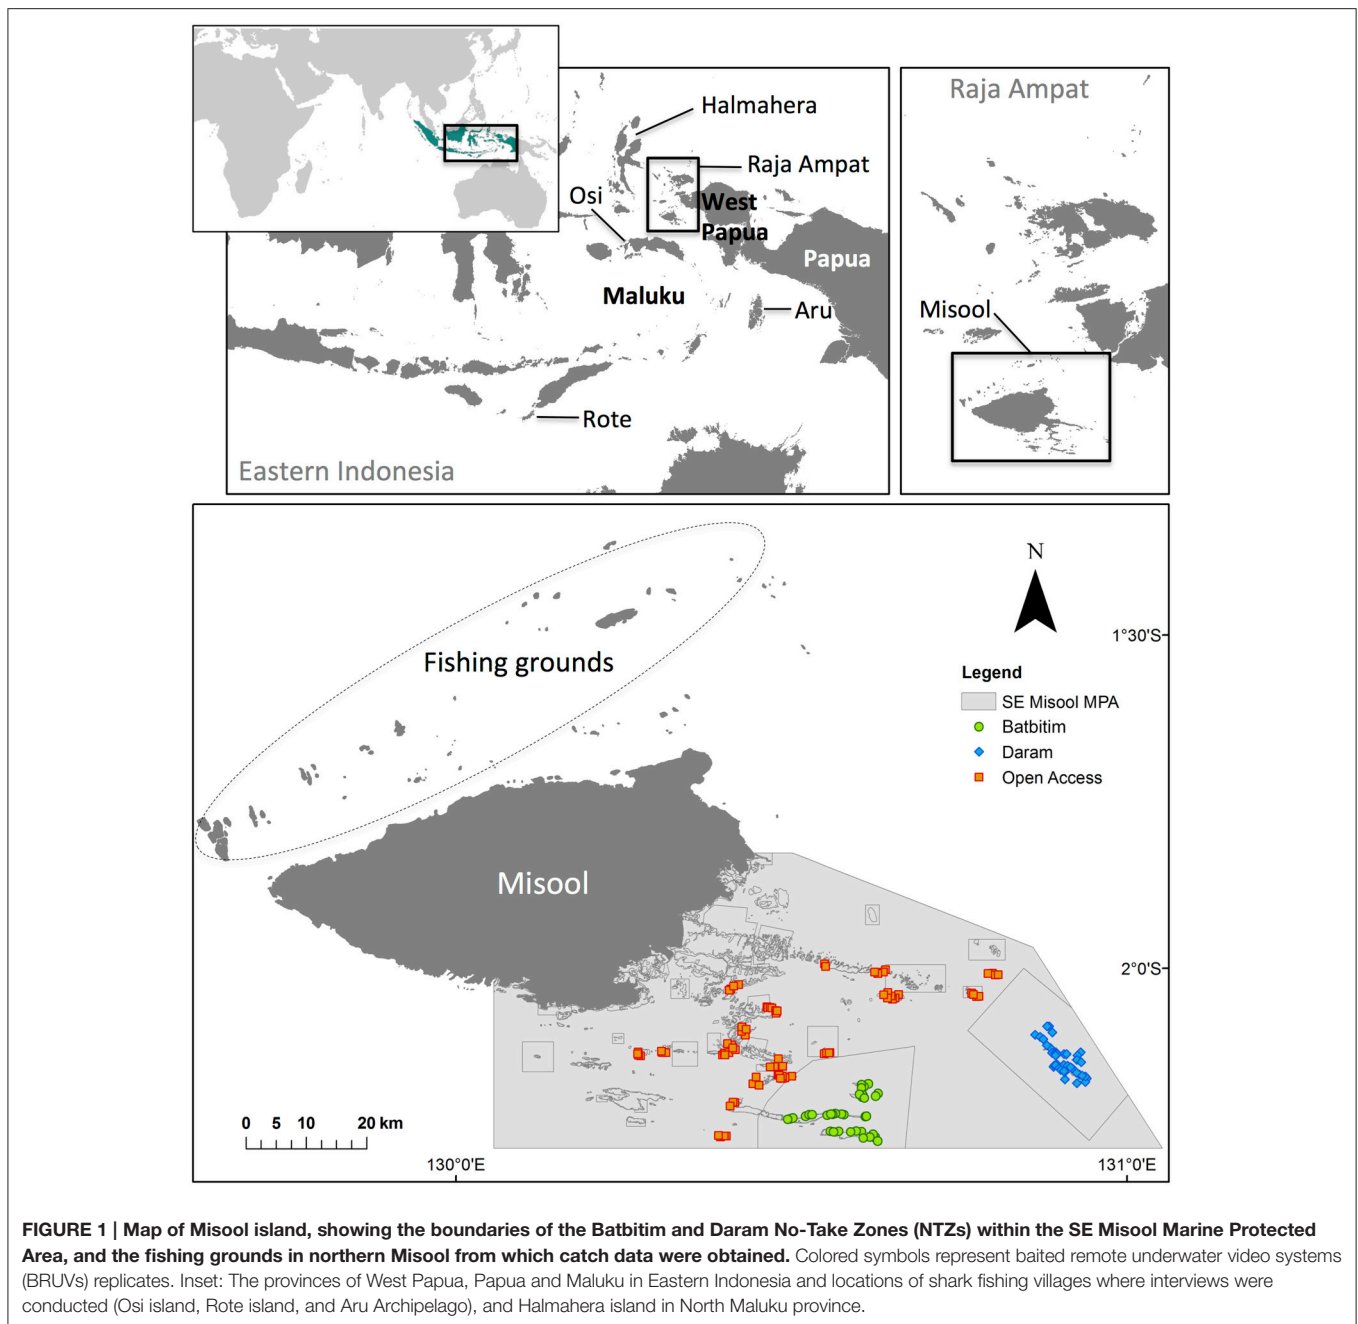 Halmahera
Raja Ampat
Osi
West
Papua
Papua
Maluku
Aru
Rote
Eastern Indonesia
Raja Ampat
Misool
Fishing grounds
N
1°30'S
Legend
SE Misool MPA
Batbitim
Daram
Open Access
Misool
2°0'S
0 5 10 20 km
130°0'E
131°0'E
FIGURE 1 | Map of Misool island, showing the boundaries of the Batbitim and Daram No-Take Zones (NTZs) within the SE Misool Marine Protected
Area, and the fishing grounds in northern Misool from which catch data were obtained. Colored symbols represent baited remote underwater video systems
(BRUVs) replicates. Inset: The provinces of West Papua, Papua and Maluku in Eastern Indonesia and locations of shark fishing villages where interviews were
conducted (Osi island, Rote island, and Aru Archipelago), and Halmahera island in North Maluku province.